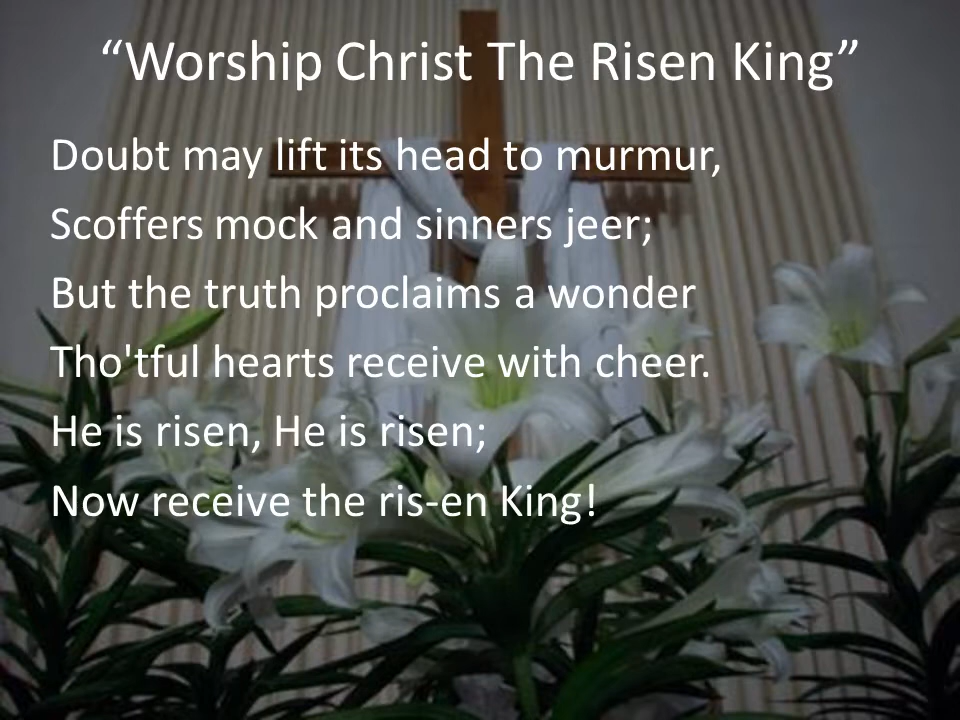 “Worship Christ The Risen King”
Doubt may lift its head to murmur,
Scoffers mock and sinners jeer;
But the truth proclaims a wonder
Tho'tful hearts receive with cheer.
He is risen, He is risen;
Now receive the ris-en King!